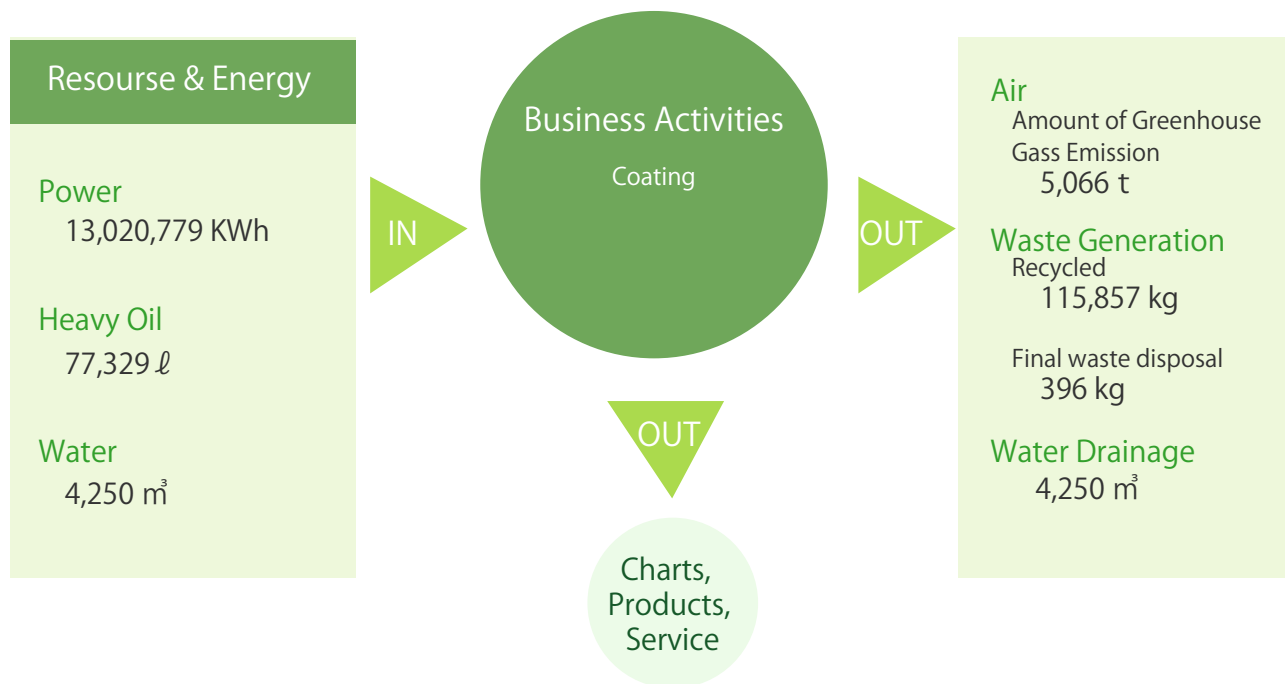 Resourse & Energy
Power
13,020,779 KWh
Heavy Oil
77,329 ℓ
Water
4,250 ㎥
IN
Business Activities
Coating
OUT
Charts,
Products,
Service
OUT
Air
Amount of Greenhouse
Gass Emission
5,066 t
Waste Generation
Recycled
115,857 kg
Final waste disposal
396 kg
Water Drainage
4,250 ㎥